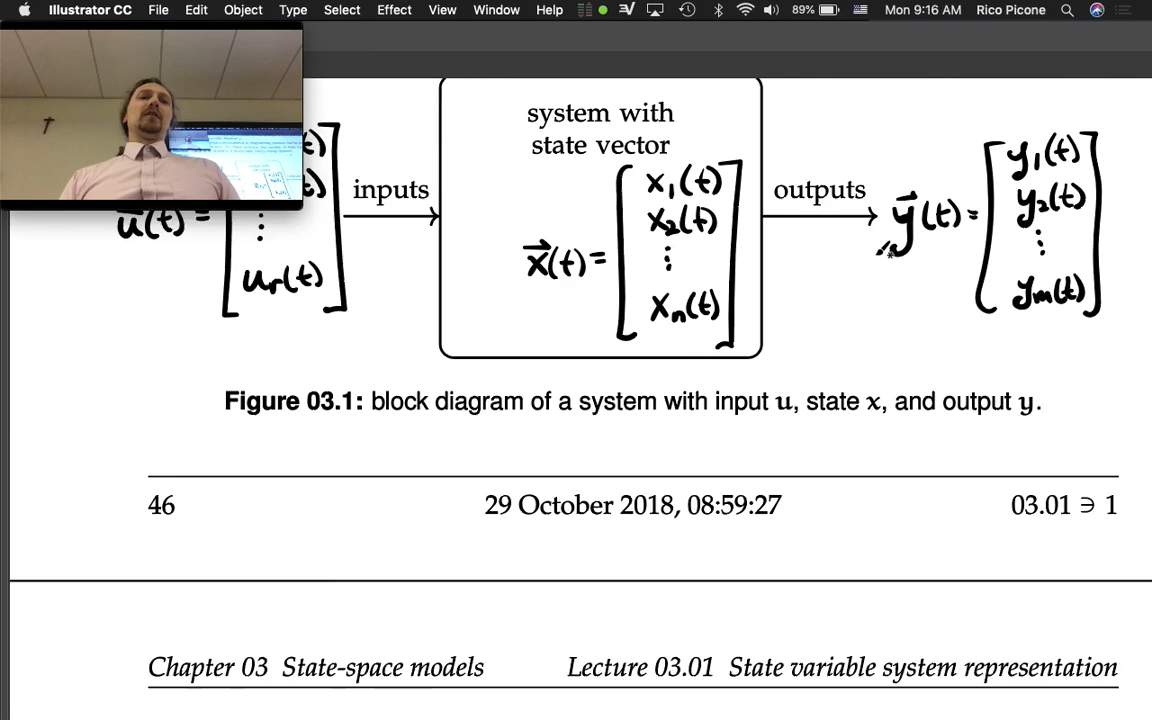 Illustrator CC File Edit Object Type Select Effect View Window Help 89% Mon 9:16 AM Rico Picone
system with
state vector
inputs
outputs
u⃗(t) = [ ⋮ uᵣ(t) ]
x⃗(t) = [ x₁(t) x₂(t) ⋮ xₙ(t) ]
y⃗(t) = [ y₁(t) y₂(t) ⋮ yₘ(t) ]
Figure 03.1: block diagram of a system with input u, state x, and output y.
46 29 October 2018, 08:59:27 03.01 ∋ 1
Chapter 03 State-space models Lecture 03.01 State variable system representation